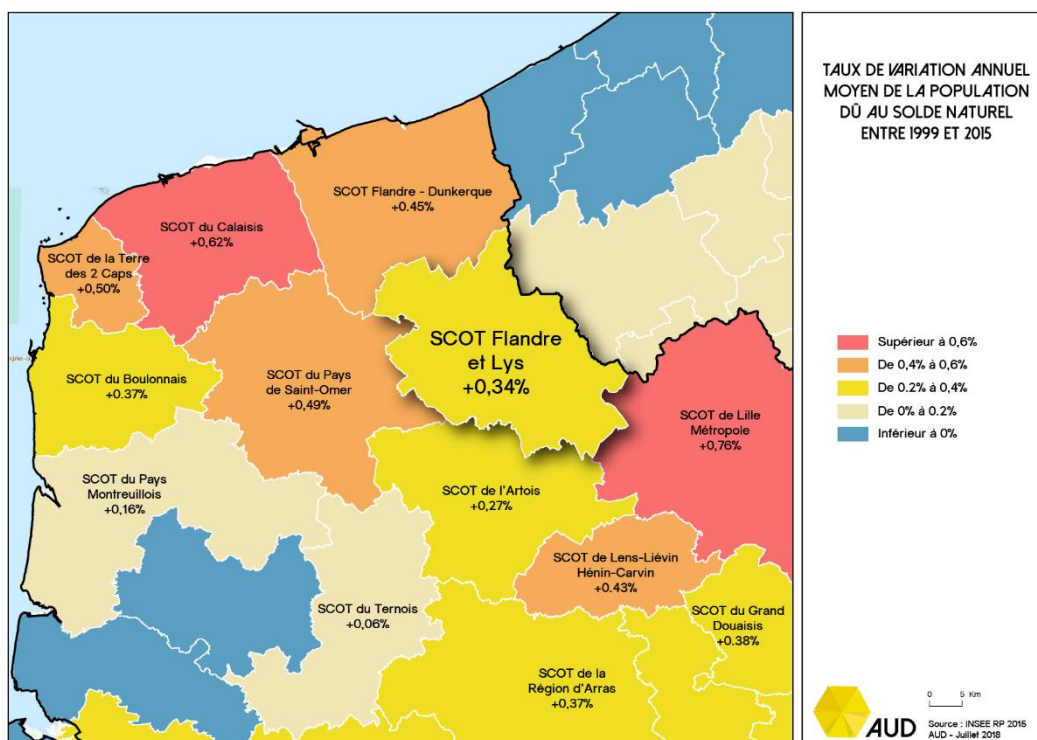 TAUX DE VARIATION ANNUEL
MOYEN DE LA POPULATION
DÛ AU SOLDE NATUREL
ENTRE 1999 ET 2015
SCOT Flandre - Dunkerque
+0.45%
SCOT du Calaisis
+0,62%
SCOT de la Terre
des 2 Caps
+0,50%
SCOT Flandre
et Lys
+0,34%
SCOT du Boulonnais
+0.37%
SCOT du Pays
de Saint-Omer
+0,49%
SCOT de Lille
Métropole
+0,76%
SCOT du Pays
Montreuillois
+0,16%
SCOT de l'Artois
+0,27%
SCOT de Lens-Liévin
Hénin-Carvin
+0.43%
SCOT du Ternois
+0,06%
SCOT du Grand
Douaisis
+0.38%
SCOT de la
Région d'Arras
+0,37%
Supérieur à 0,6%
De 0,4% à 0,6%
De 0.2% à 0,4%
De 0% à 0.2%
Inférieur à 0%
0 5 Km
AUD
Source : INSEE RP 2015
AUD - Juillet 2018